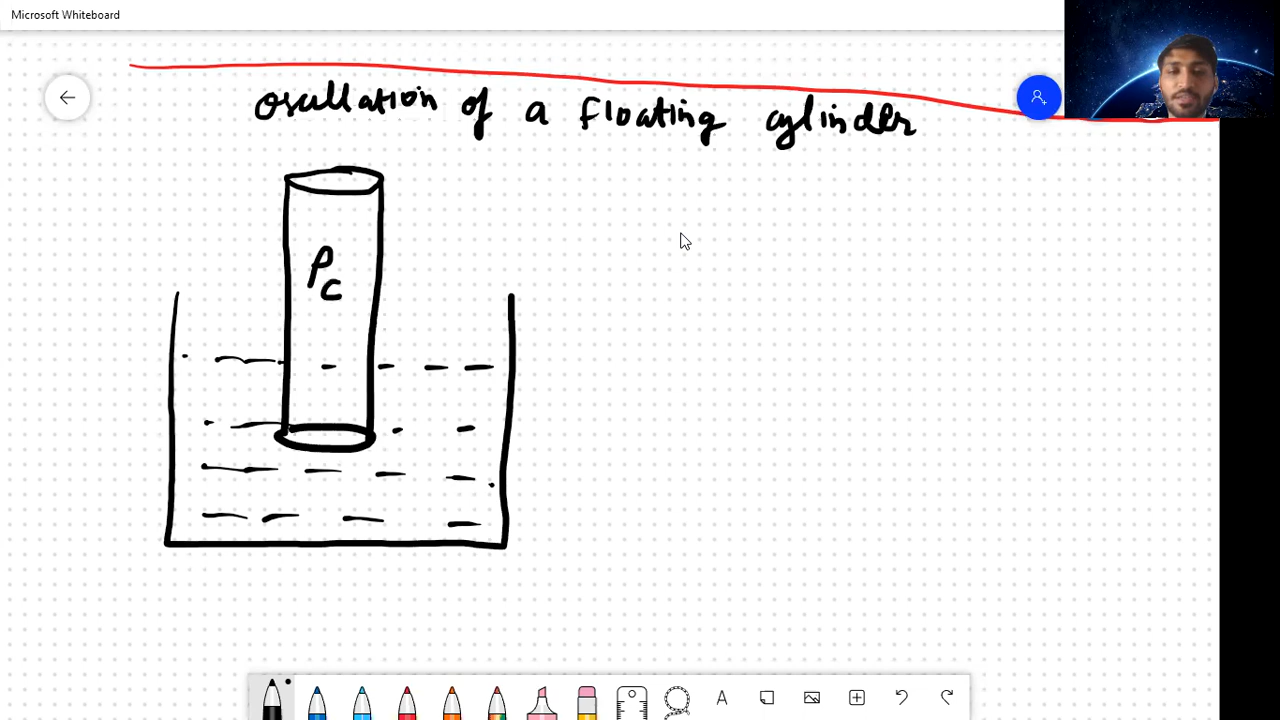 Microsoft Whiteboard
oscillation of a floating cylinder
ρc
A